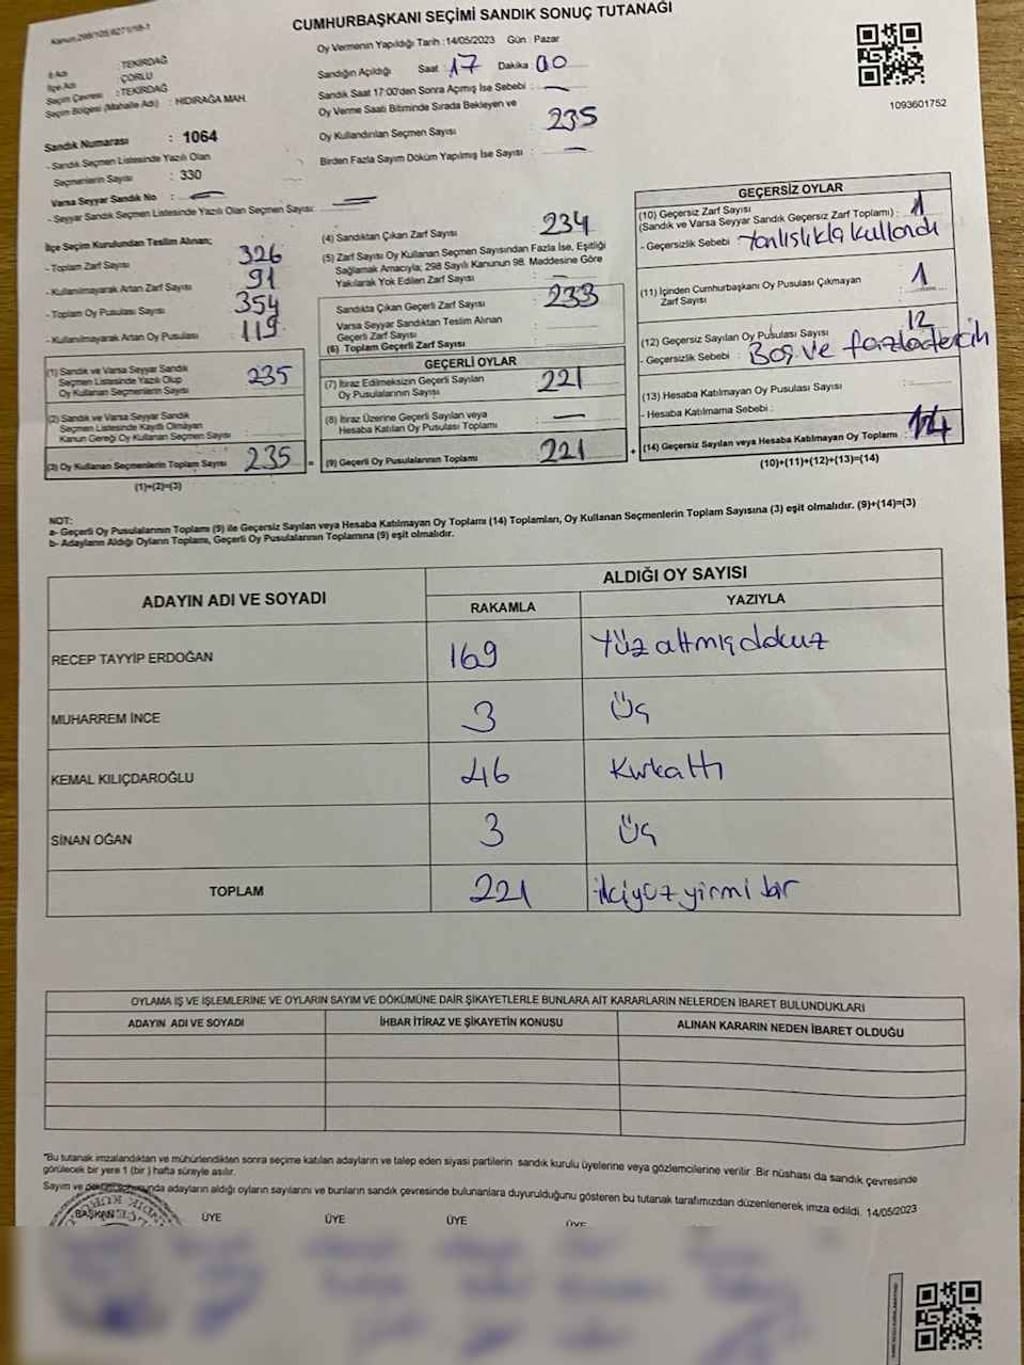 CUMHURBAŞKANI SEÇİMİ SANDIK SONUÇ TUTANAĞI
Oy Vermenin Yapıldığı Tarih : 14/05/2023 Gün : Pazar
İl Adı : TEKİRDAĞ
İlçe Adı : ÇORLU
Seçim Çevresi : TEKİRDAĞ
Seçim Bölgesi (Mahalle Adı) : HIDIRAĞA MAH.
Sandık Numarası : 1064
- Sandık Seçmen Listesinde Yazılı Olan
Seçmenlerin Sayısı : 330
Varsa Seyyar Sandık No : —
- Seyyar Sandık Seçmen Listesinde Yazılı Olan Seçmen Sayısı: —
Sandığın Açıldığı Saat : 17 Dakika : 00
Sandık Saat 17:00'den Sonra Açımış İse Sebebi : —
Oy Verme Saati Bitiminde Sırada Bekleyen ve
Oy Kullandırılan Seçmen Sayısı : 235
Birden Fazla Sayım Döküm Yapılmış İse Sayısı : —
1093601752
İlçe Seçim Kurulundan Teslim Alınan;
- Toplam Zarf Sayısı : 326
- Kullanılmayarak Artan Zarf Sayısı : 91
- Toplam Oy Pusulası Sayısı : 354
- Kullanılmayarak Artan Oy Pusulası : 119
(1) Sandık ve Varsa Seyyar Sandık
Seçmen Listesinde Yazılı Olup
Oy Kullanan Seçmenlerin Sayısı : 235
(2) Sandık ve Varsa Seyyar Sandık
Seçmen Listesinde Kayıtlı Olmayan
Kanun Gereği Oy Kullanan Seçmen Sayısı :
(3) Oy Kullanan Seçmenlerin Toplam Sayısı : 235
(1)+(2)=(3)
(4) Sandıktan Çıkan Zarf Sayısı : 234
(5) Zarf Sayısı Oy Kullanan Seçmen Sayısından Fazla İse, Eşitliği
Sağlamak Amacıyla; 298 Sayılı Kanunun 98. Maddesine Göre
Yakılarak Yok Edilen Zarf Sayısı : —
Sandıkta Çıkan Geçerli Zarf Sayısı : 233
Varsa Seyyar Sandıktan Teslim Alınan
Geçerli Zarf Sayısı :
(6) Toplam Geçerli Zarf Sayısı :
GEÇERLİ OYLAR
(7) İtiraz Edilmeksizin Geçerli Sayılan
Oy Pusulalarının Sayısı : 221
(8) İtiraz Üzerine Geçerli Sayılan veya
Hesaba Katılan Oy Pusulası Toplamı : —
= (9) Geçerli Oy Pusulalarının Toplamı : 221
GEÇERSİZ OYLAR
(10) Geçersiz Zarf Sayısı
(Sandık ve Varsa Seyyar Sandık Geçersiz Zarf Toplamı) : 1
- Geçersizlik Sebebi : Yanlışlıkla kullandı
(11) İçinden Cumhurbaşkanı Oy Pusulası Çıkmayan
Zarf Sayısı : 1
(12) Geçersiz Sayılan Oy Pusulası Sayısı : 12
- Geçersizlik Sebebi : Boş ve fazla tercih
(13) Hesaba Katılmayan Oy Pusulası Sayısı :
- Hesaba Katılmama Sebebi :
+ (14) Geçersiz Sayılan veya Hesaba Katılmayan Oy Toplamı : 14
(10)+(11)+(12)+(13)=(14)
NOT:
a- Geçerli Oy Pusulalarının Toplamı (9) ile Geçersiz Sayılan veya Hesaba Katılmayan Oy Toplamı (14) Toplamları, Oy Kullanan Seçmenlerin Toplam Sayısına (3) eşit olmalıdır. (9)+(14)=(3)
b- Adayların Aldığı Oyların Toplamı, Geçerli Oy Pusulalarının Toplamına (9) eşit olmalıdır.
ADAYIN ADI VE SOYADI ALDIĞI OY SAYISI
RAKAMLA YAZIYLA
RECEP TAYYİP ERDOĞAN 169 Yüz altmış dokuz
MUHARREM İNCE 3 Üç
KEMAL KILIÇDAROĞLU 46 Kırkaltı
SİNAN OĞAN 3 Üç
TOPLAM 221 ikiyüz yirmi bir
OYLAMA İŞ VE İŞLEMLERİNE VE OYLARIN SAYIM VE DÖKÜMÜNE DAİR ŞİKAYETLERLE BUNLARA AİT KARARLARIN NELERDEN İBARET BULUNDUKLARI
ADAYIN ADI VE SOYADI İHBAR İTİRAZ VE ŞİKAYETİN KONUSU ALINAN KARARIN NEDEN İBARET OLDUĞU
*Bu tutanak imzalandıktan ve mühürlendikten sonra seçime katılan adayların ve talep eden siyasi partilerin sandık kurulu üyelerine veya gözlemcilerine verilir. Bir nüshası da sandık çevresinde
görülecek bir yere 1 (bir ) hafta süreyle asılır.
Sayım ve dökum sonunda adayların aldığı oyların sayılarını ve bunların sandık çevresinde bulunanlara duyurulduğunu gösteren bu tutanak tarafımızdan düzenlenerek imza edildi. 14/05/2023
BAŞKAN ÜYE ÜYE ÜYE ÜYE